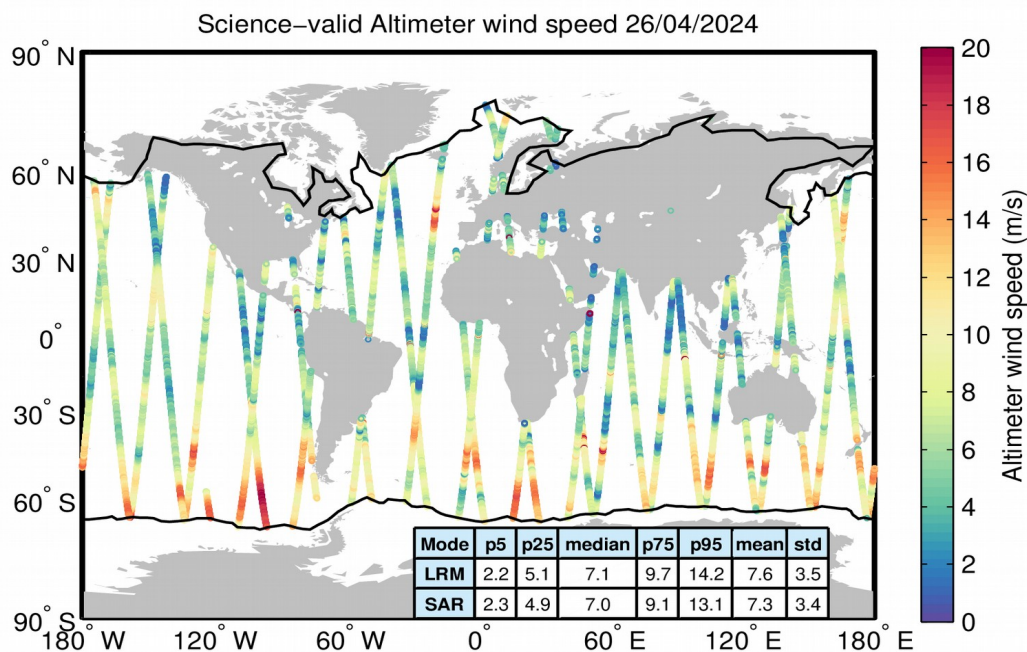 Science−valid Altimeter wind speed 26/04/2024
90° N
60° N
30° N
0°
30° S
60° S
90° S
180° W
120° W
60° W
0°
60° E
120° E
180° E
Mode p5 p25 median p75 p95 mean std
LRM 2.2 5.1 7.1 9.7 14.2 7.6 3.5
SAR 2.3 4.9 7.0 9.1 13.1 7.3 3.4
20
18
16
14
12
10
8
6
4
2
0
Altimeter wind speed (m/s)